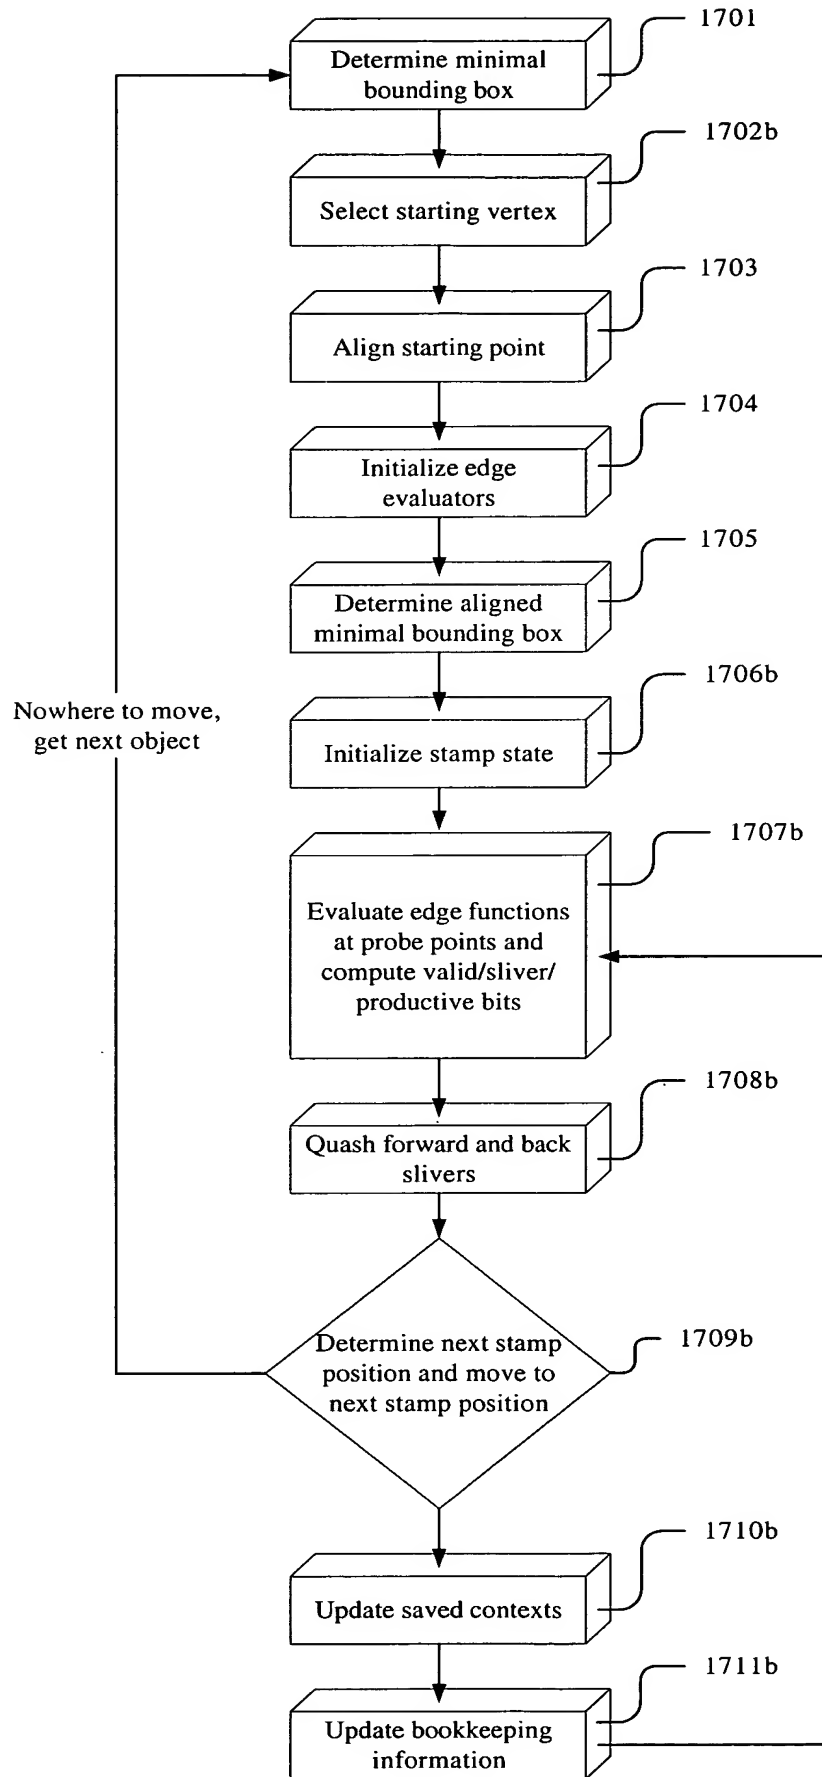 1701
Determine minimal
bounding box
1702b
Select starting vertex
1703
Align starting point
1704
Initialize edge
evaluators
1705
Determine aligned
minimal bounding box
1706b
Nowhere to move,
get next object
Initialize stamp state
1707b
Evaluate edge functions
at probe points and
compute valid/sliver/
productive bits
1708b
Quash forward and back
slivers
1709b
Determine next stamp
position and move to
next stamp position
1710b
Update saved contexts
1711b
Update bookkeeping
information